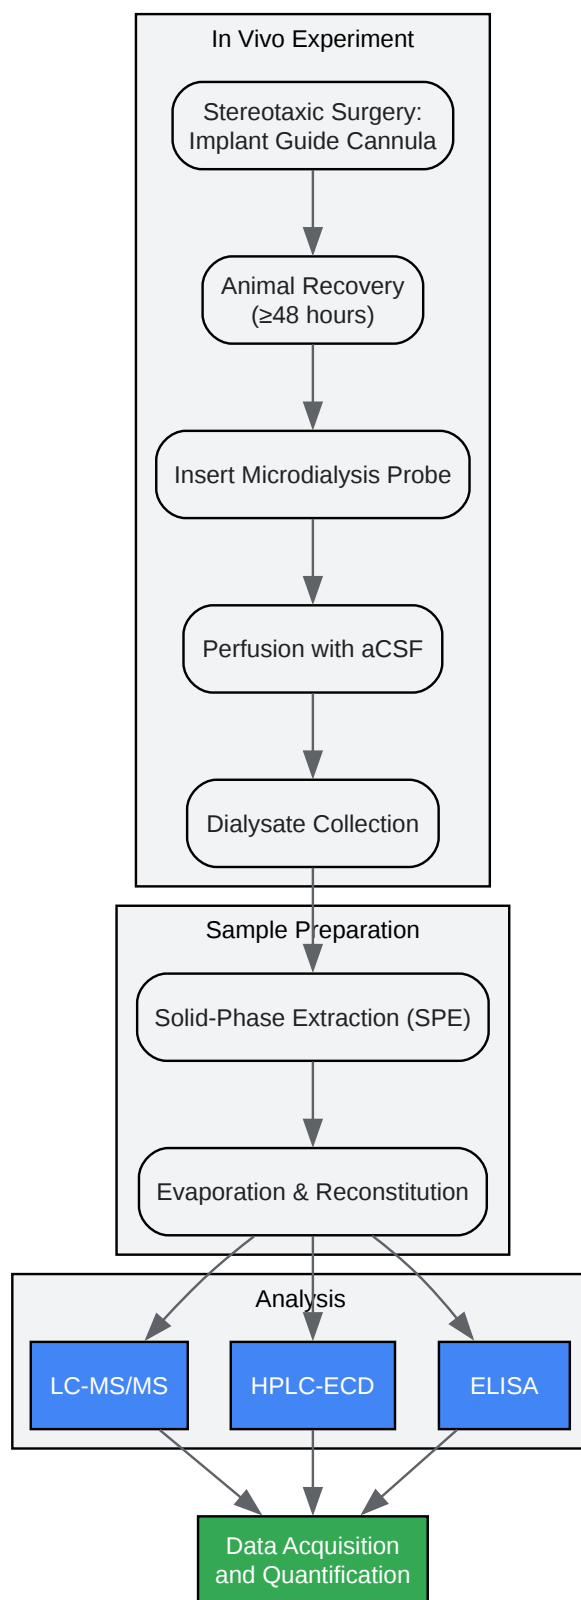 In Vivo Experiment
Stereotaxic Surgery:
Implant Guide Cannula
Animal Recovery
(≥48 hours)
Insert Microdialysis Probe
Perfusion with aCSF
Dialysate Collection
Sample Preparation
Solid-Phase Extraction (SPE)
Evaporation & Reconstitution
Analysis
LC-MS/MS
HPLC-ECD
ELISA
Data Acquisition
and Quantification